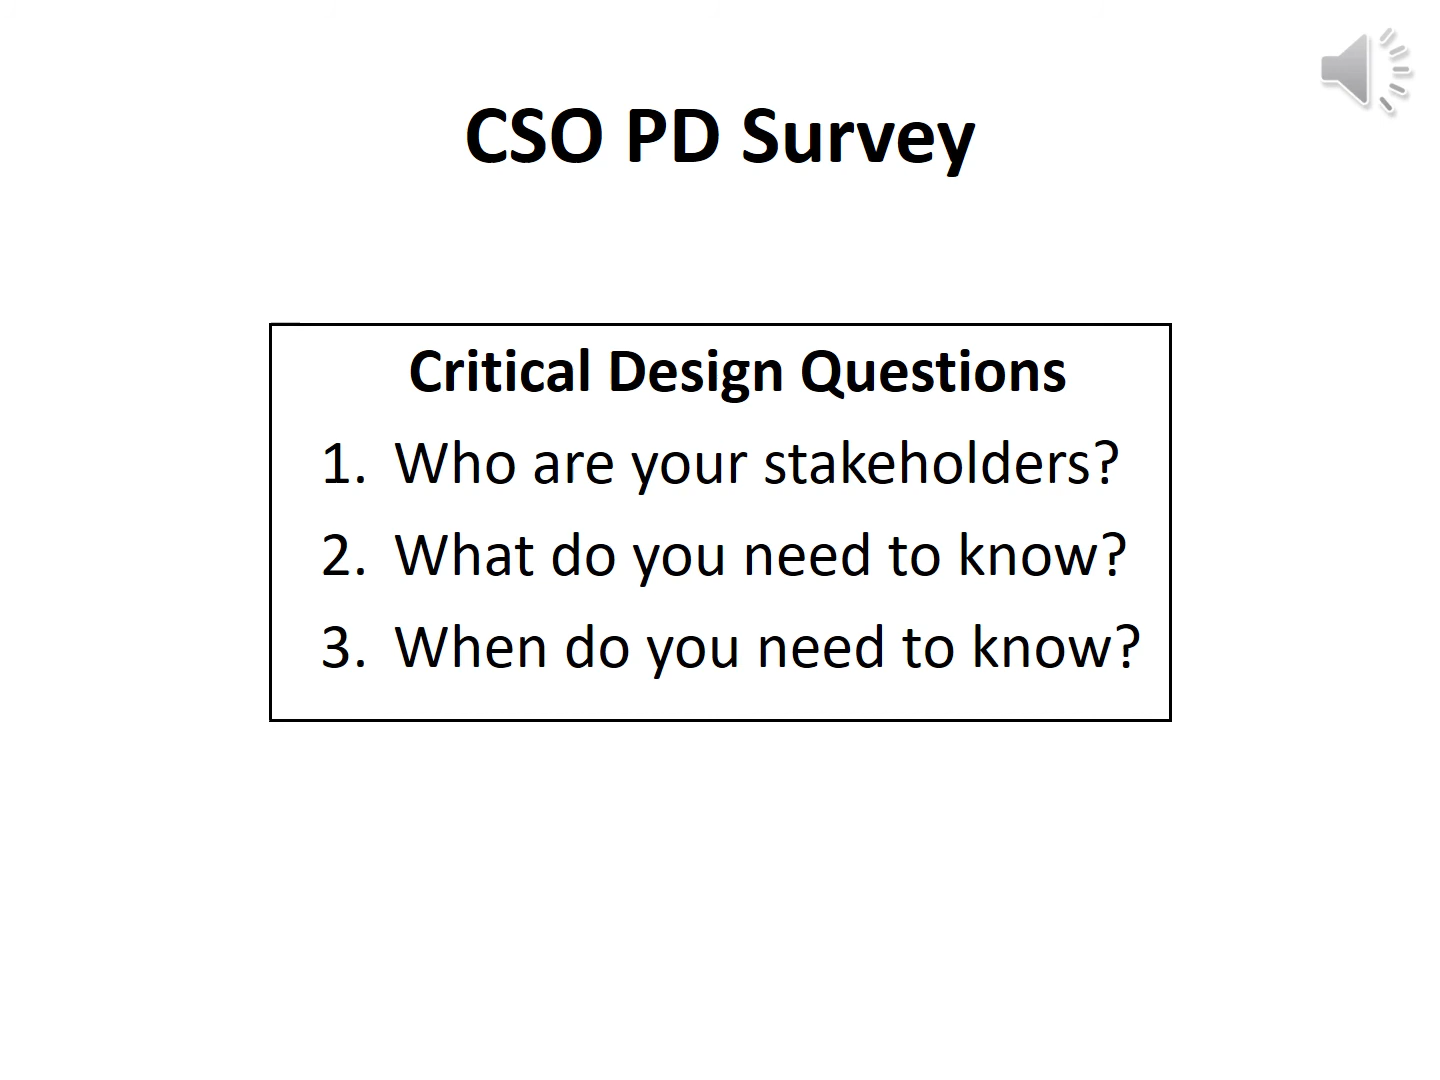 CSO PD Survey
Critical Design Questions
1. Who are your stakeholders?
2. What do you need to know?
3. When do you need to know?